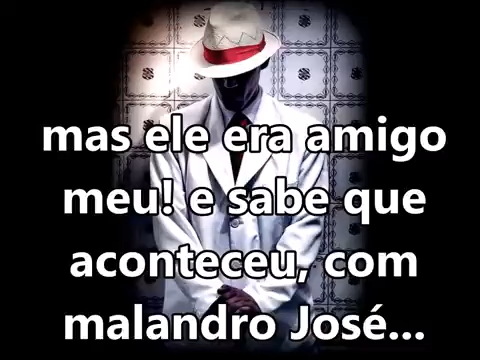 mas ele era amigo
meu! e sabe que
aconteceu, com
malandro José...